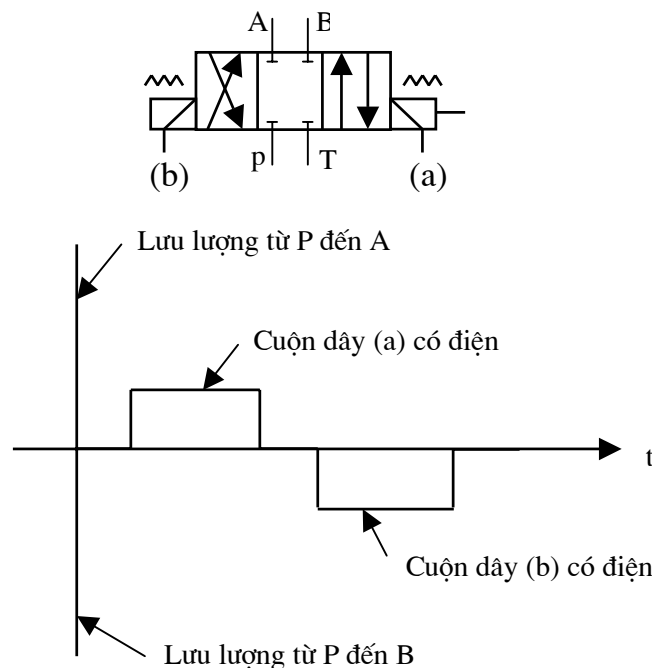 A B
p T
(b) (a)
Lưu lượng từ P đến A
Cuộn dây (a) có điện
t
Cuộn dây (b) có điện
Lưu lượng từ P đến B